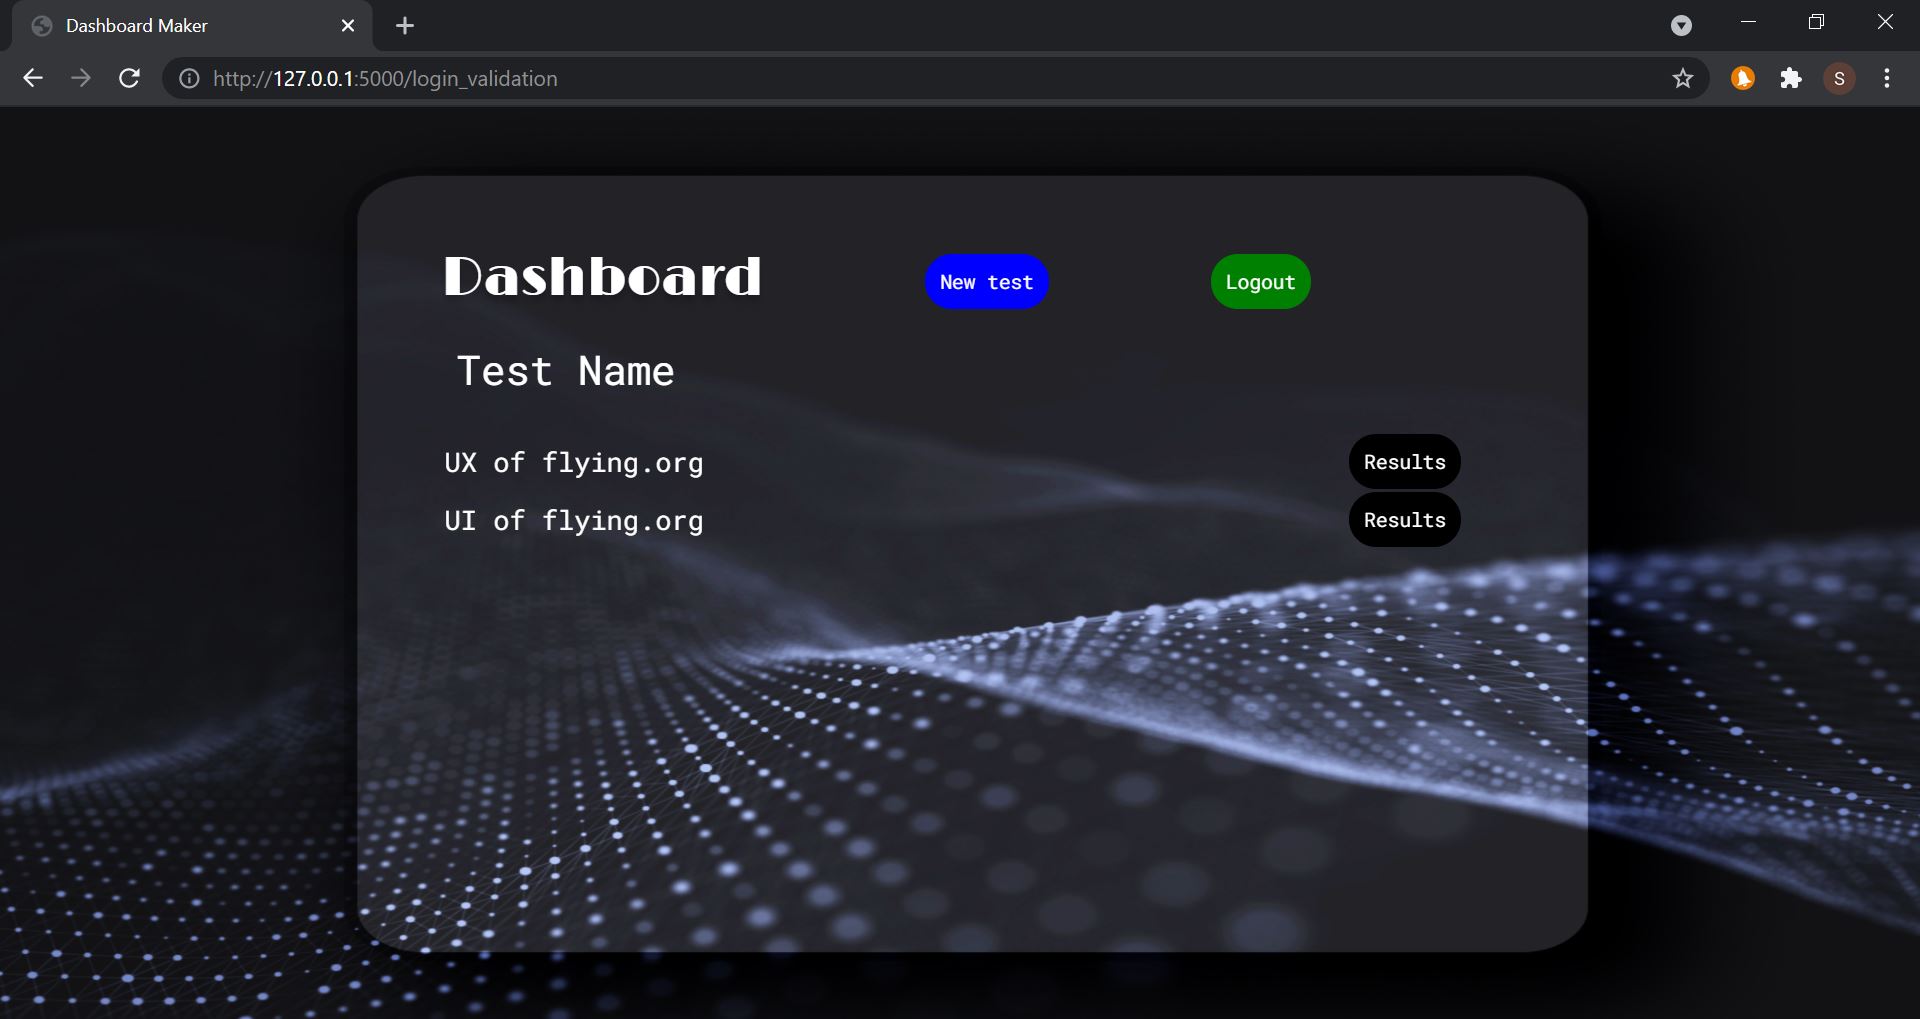 Dashboard Maker
http://127.0.0.1:5000/login_validation
S
Dashboard
New test
Logout
Test Name
UX of flying.org
Results
UI of flying.org
Results